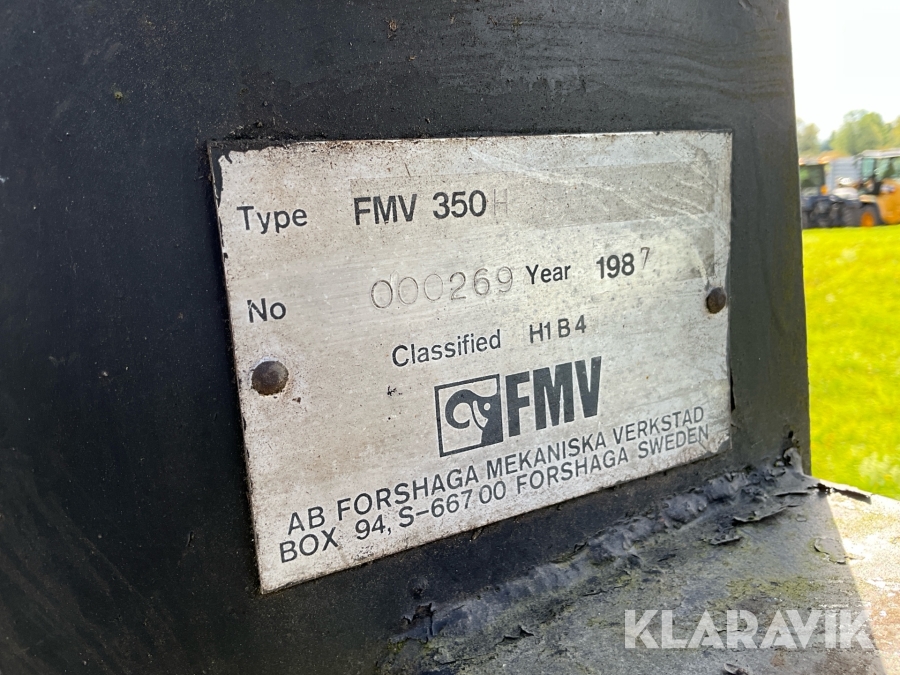 Type FMV 350H
No 000269 Year 1987
Classified H1B4
FMV
AB FORSHAGA MEKANISKA VERKSTAD
BOX 94, S-667 00 FORSHAGA SWEDEN
KLARAVIK